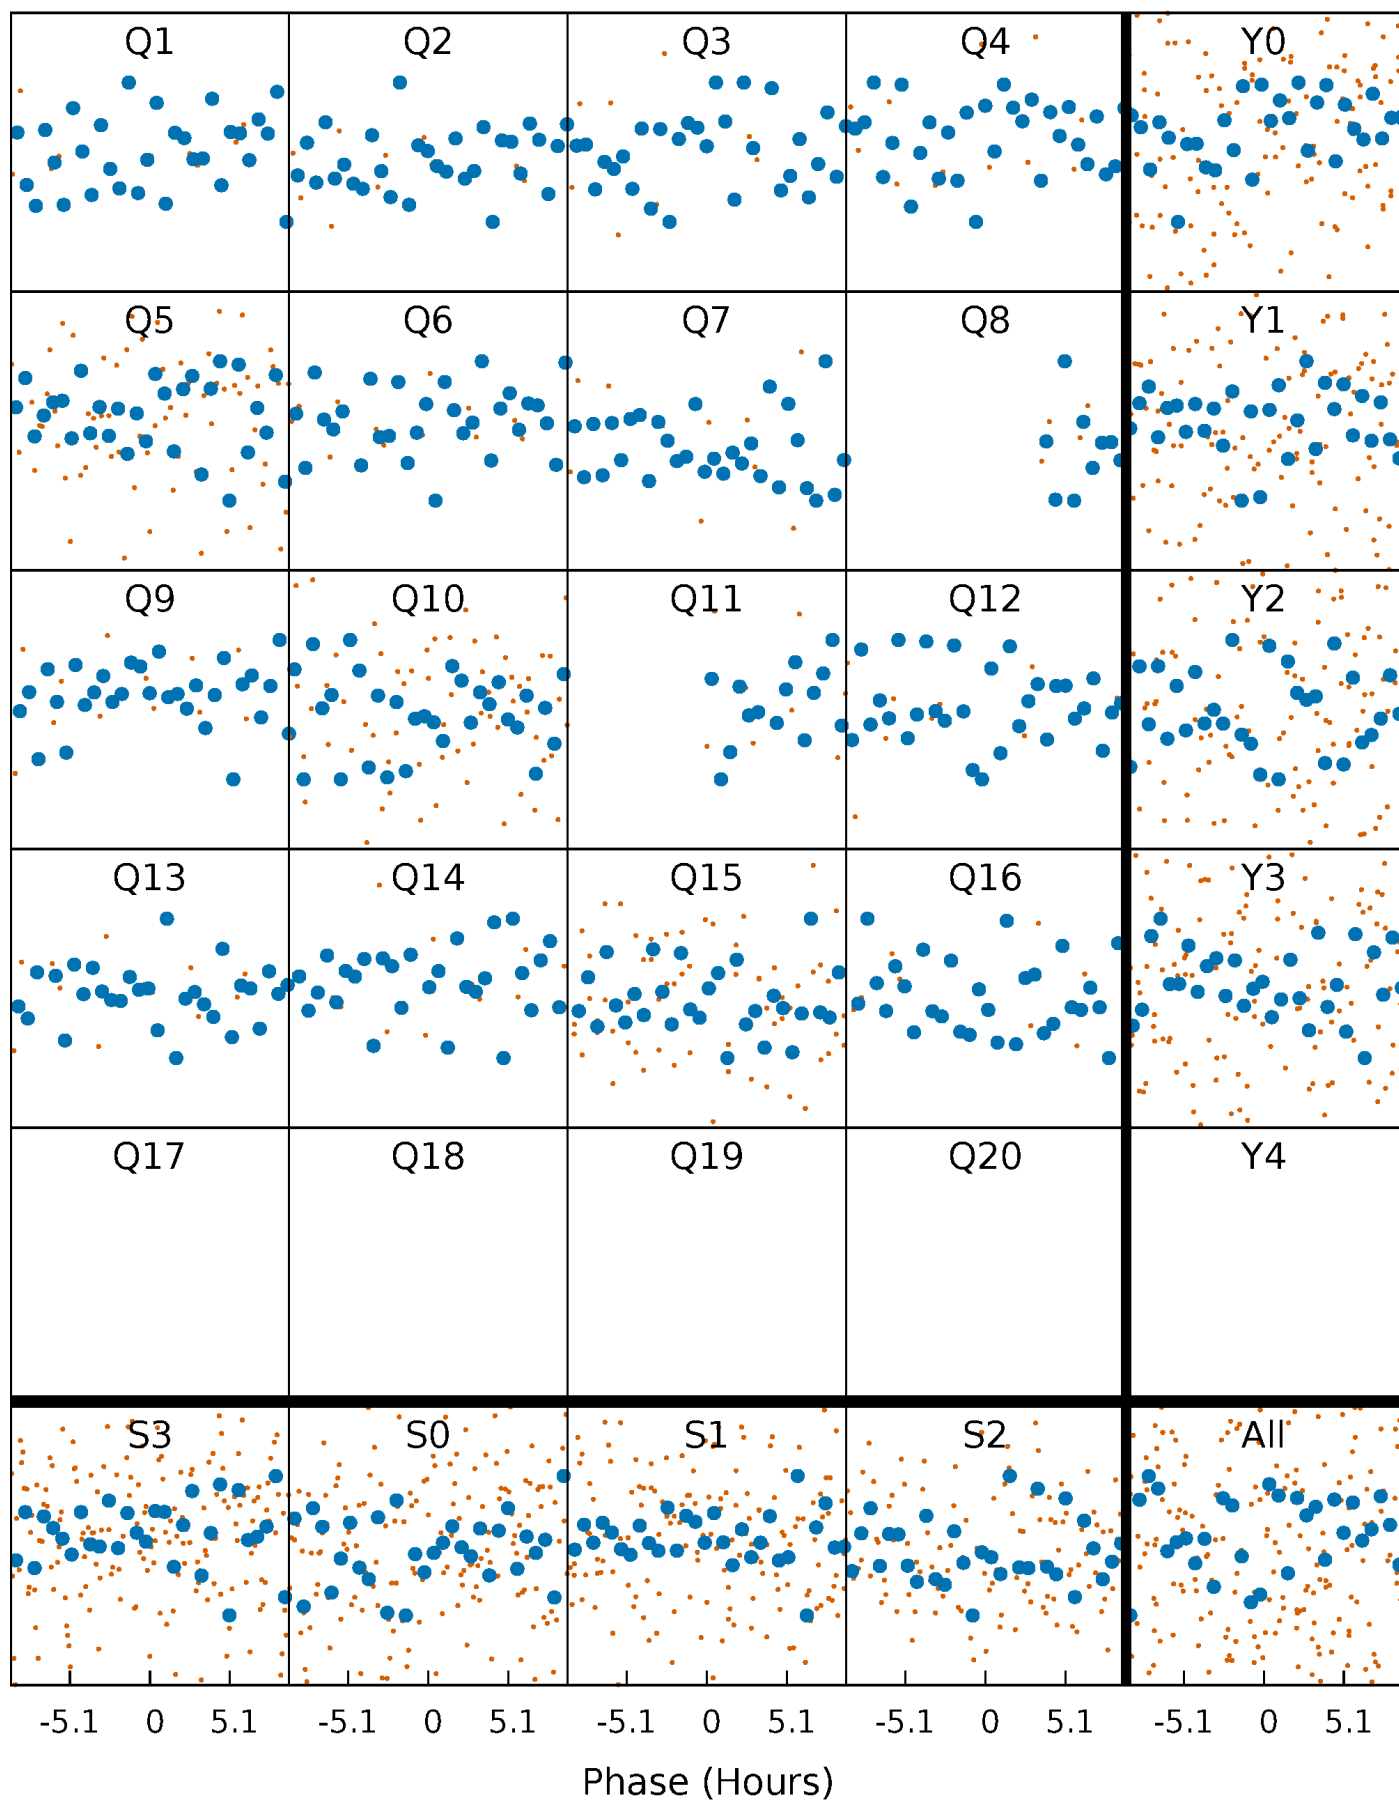 Q1 Q2 Q3 Q4 Y0
Q5 Q6 Q7 Q8 Y1
Q9 Q10 Q11 Q12 Y2
Q13 Q14 Q15 Q16 Y3
Q17 Q18 Q19 Q20 Y4
S3 S0 S1 S2 All
-5.1 0 5.1 -5.1 0 5.1 -5.1 0 5.1 -5.1 0 5.1 -5.1 0 5.1
Phase (Hours)